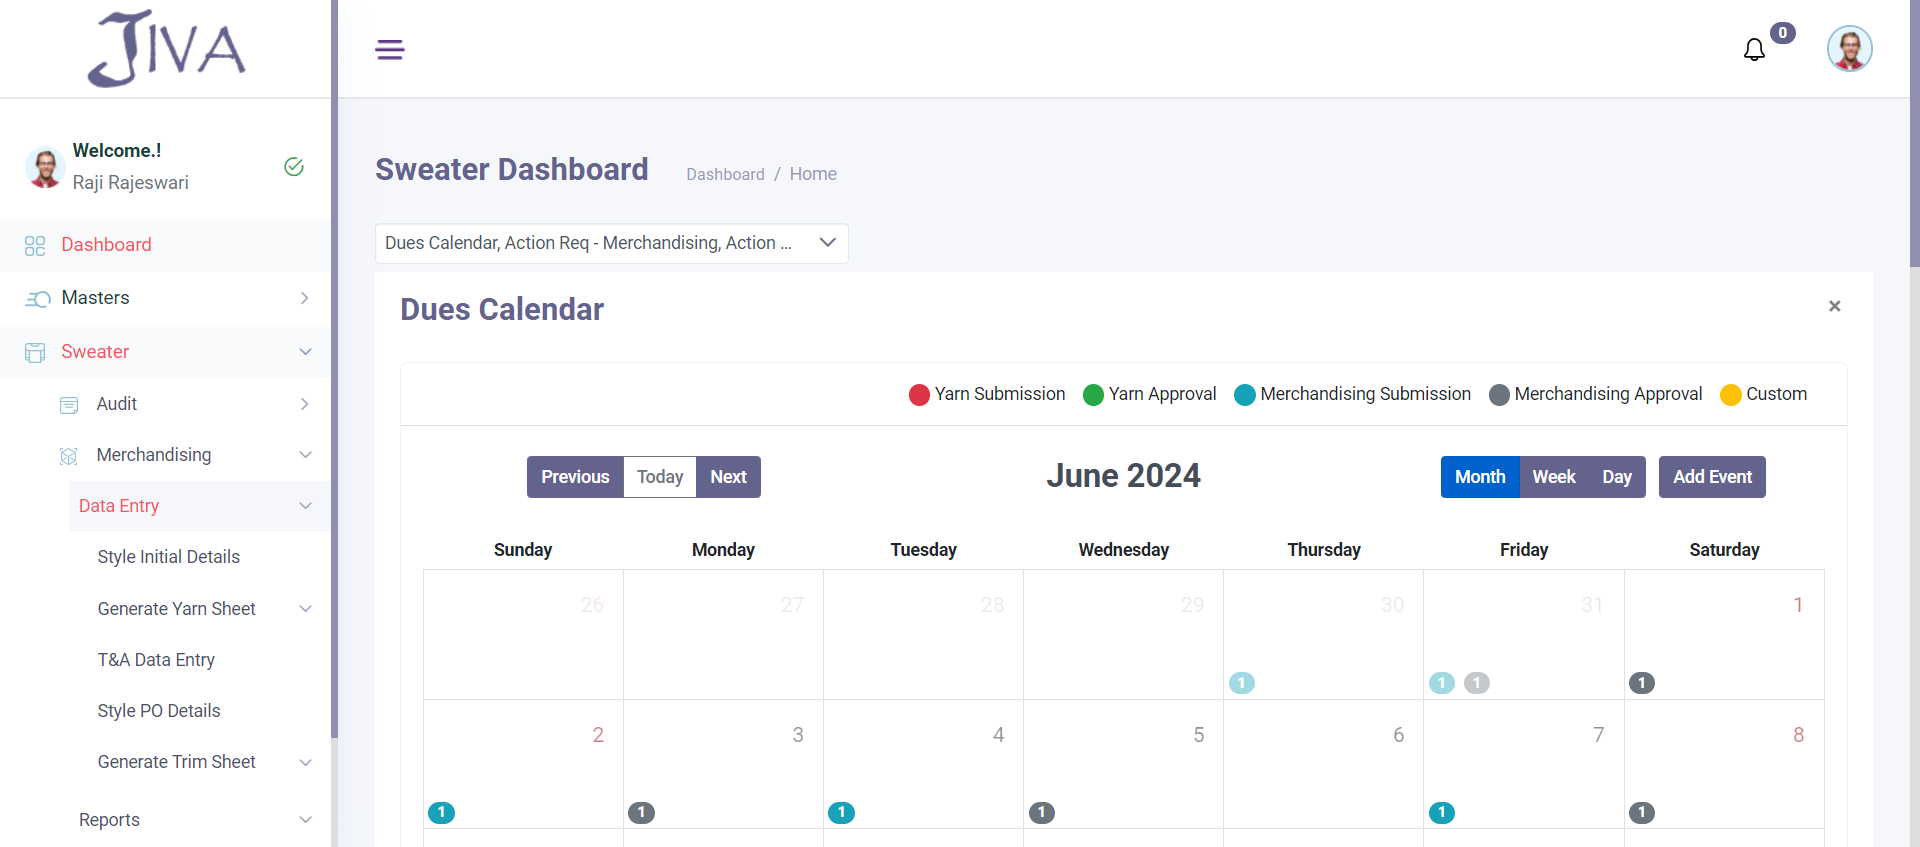 JIVA
0
Welcome.!
Raji Rajeswari
Dashboard
Masters
Sweater
Audit
Merchandising
Data Entry
Style Initial Details
Generate Yarn Sheet
T&A Data Entry
Style PO Details
Generate Trim Sheet
Reports
Sweater Dashboard
Dashboard / Home
Dues Calendar, Action Req - Merchandising, Action ...
Dues Calendar ×
Yarn Submission Yarn Approval Merchandising Submission Merchandising Approval Custom
Previous Today Next June 2024 Month Week Day Add Event
Sunday Monday Tuesday Wednesday Thursday Friday Saturday
26 27 28 29 30 31 1
1 1 1 1
2 3 4 5 6 7 8
1 1 1 1 1 1